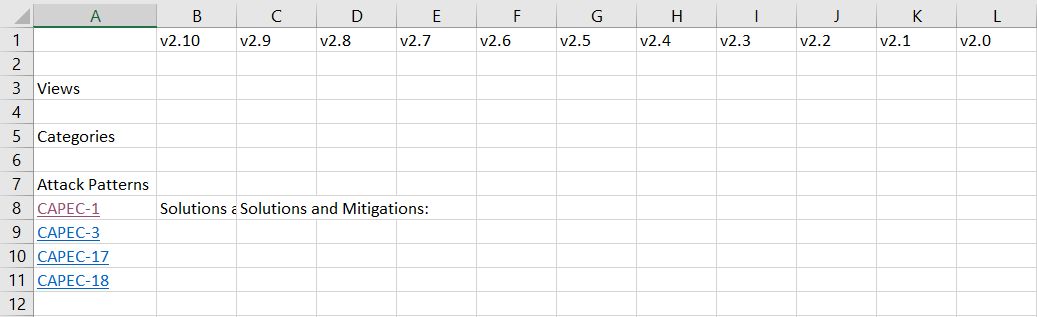 A B C D E F G H I J K L
1 v2.10 v2.9 v2.8 v2.7 v2.6 v2.5 v2.4 v2.3 v2.2 v2.1 v2.0
2
3 Views
4
5 Categories
6
7 Attack Patterns
8 CAPEC-1 Solutions a Solutions and Mitigations:
9 CAPEC-3
10 CAPEC-17
11 CAPEC-18
12